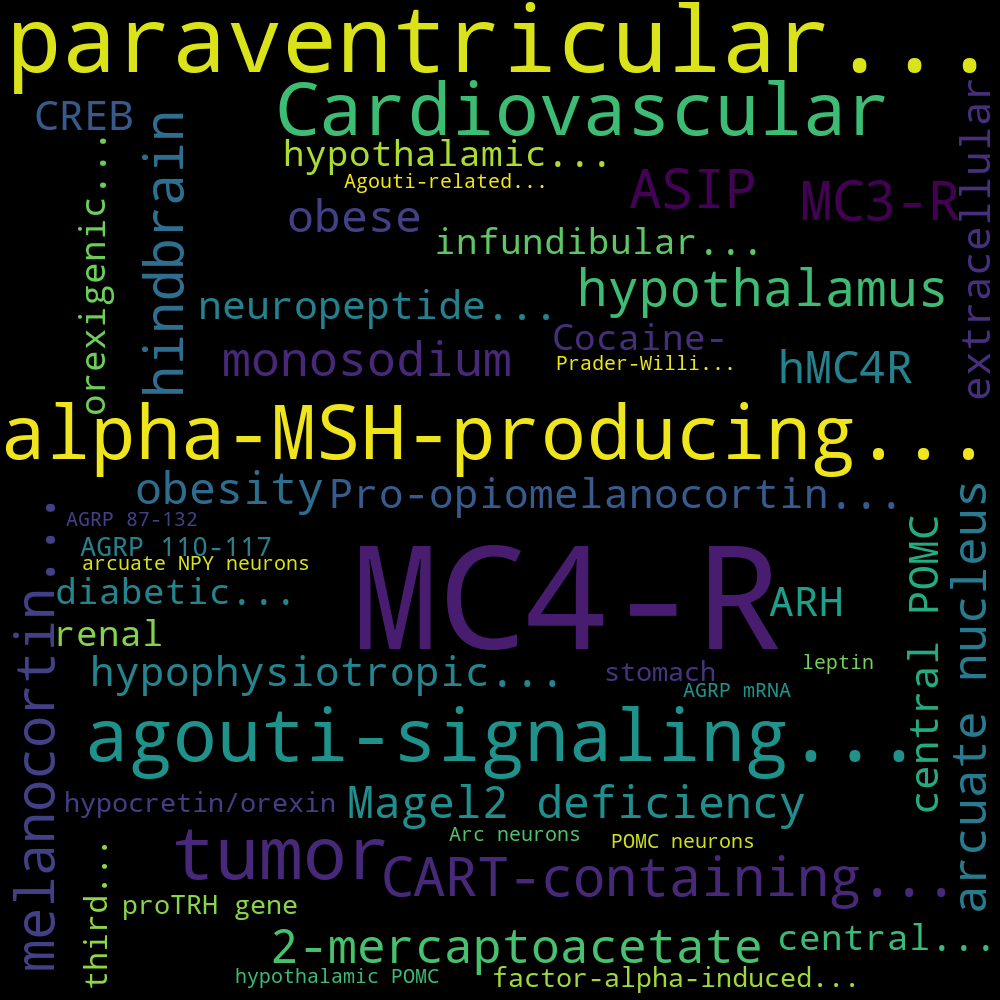 paraventricular...
Cardiovascular
CREB
hypothalamic...
Agouti-related...
ASIP
MC3-R
obese
infundibular...
hypothalamus
neuropeptide...
Cocaine-
monosodium
Prader-Willi...
hMC4R
orexigenic...
hindbrain
extracellular
alpha-MSH-producing...
obesity
Pro-opiomelanocortin...
AGRP 87-132
AGRP 110-117
arcuate NPY neurons
MC4-R
diabetic...
ARH
renal
hypophysiotropic...
stomach
leptin
AGRP mRNA
central POMC
arcuate nucleus
melanocortin...
agouti-signaling...
hypocretin/orexin
Magel2 deficiency
Arc neurons
POMC neurons
tumor
CART-containing...
third...
proTRH gene
2-mercaptoacetate
central...
hypothalamic POMC
factor-alpha-induced...